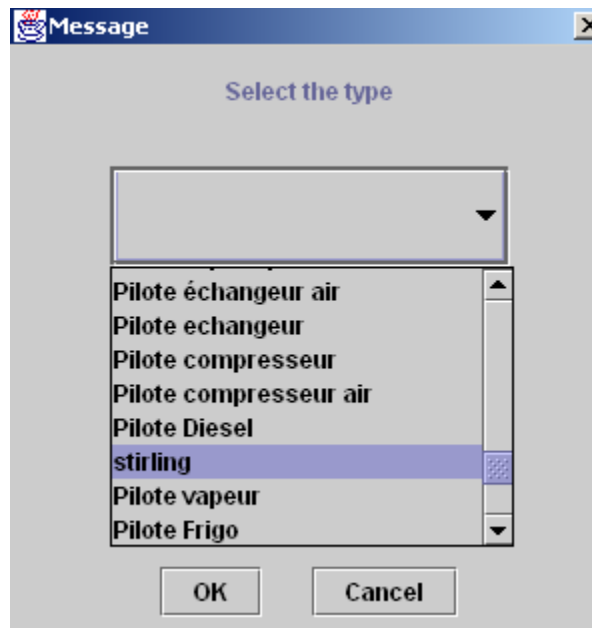 Message
Select the type
Pilote échangeur air
Pilote echangeur
Pilote compresseur
Pilote compresseur air
Pilote Diesel
stirling
Pilote vapeur
Pilote Frigo
OK Cancel